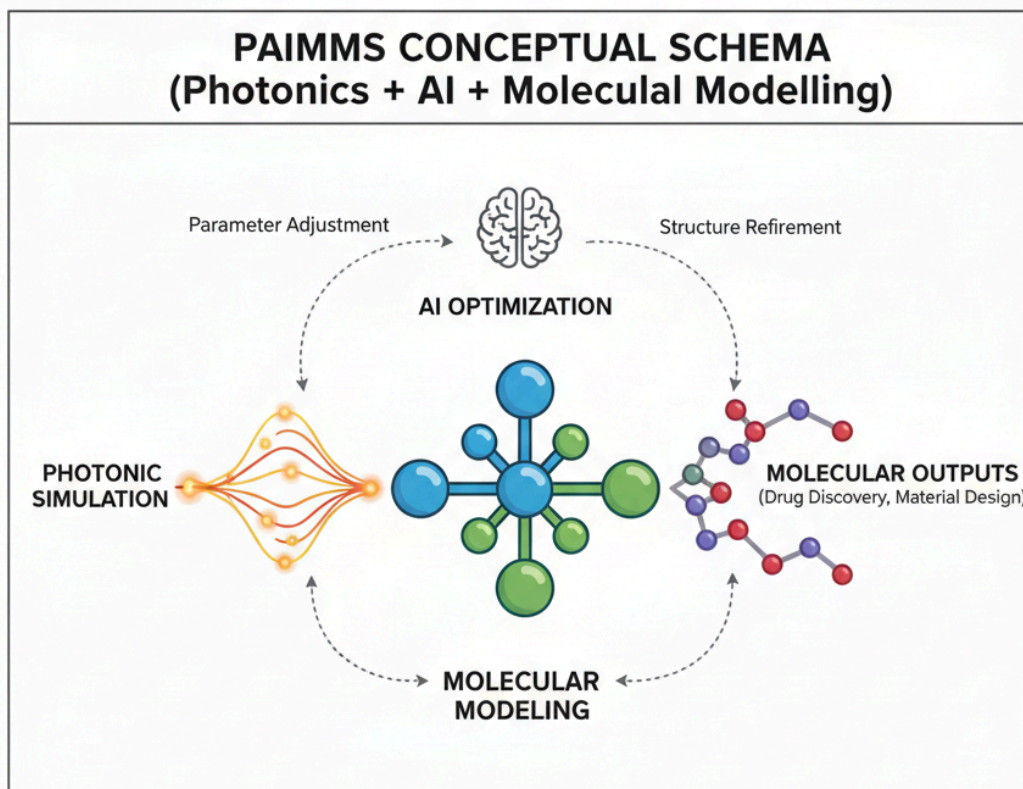 PAIMMS CONCEPTUAL SCHEMA
(Photonics + AI + Moleculal Modelling)
Parameter Adjustment
Structure Refinement
AI OPTIMIZATION
PHOTONIC
SIMULATION
MOLECULAR OUTPUTS
(Drug Discovery, Material Design)
MOLECULAR
MODELING